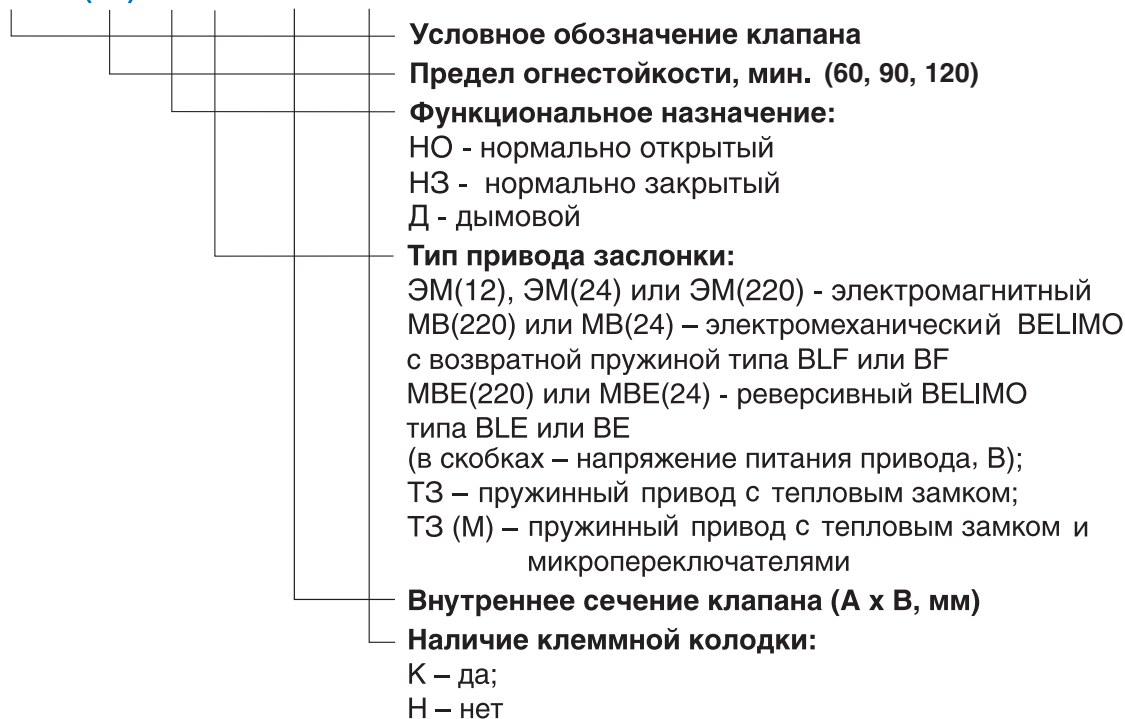 Условное обозначение клапана
Предел огнестойкости, мин. (60, 90, 120)
Функциональное назначение:
НО - нормально открытый
НЗ - нормально закрытый
Д - дымовой
Тип привода заслонки:
ЭМ(12), ЭМ(24) или ЭМ(220) - электромагнитный
МВ(220) или МВ(24) – электромеханический BELIMO
с возвратной пружиной типа BLF или BF
МВЕ(220) или МВЕ(24) - реверсивный BELIMO
типа BLE или BE
(в скобках – напряжение питания привода, В);
ТЗ – пружинный привод с тепловым замком;
ТЗ (М) – пружинный привод с тепловым замком и
микропереключателями
Внутреннее сечение клапана (А х В, мм)
Наличие клеммной колодки:
К – да;
Н – нет